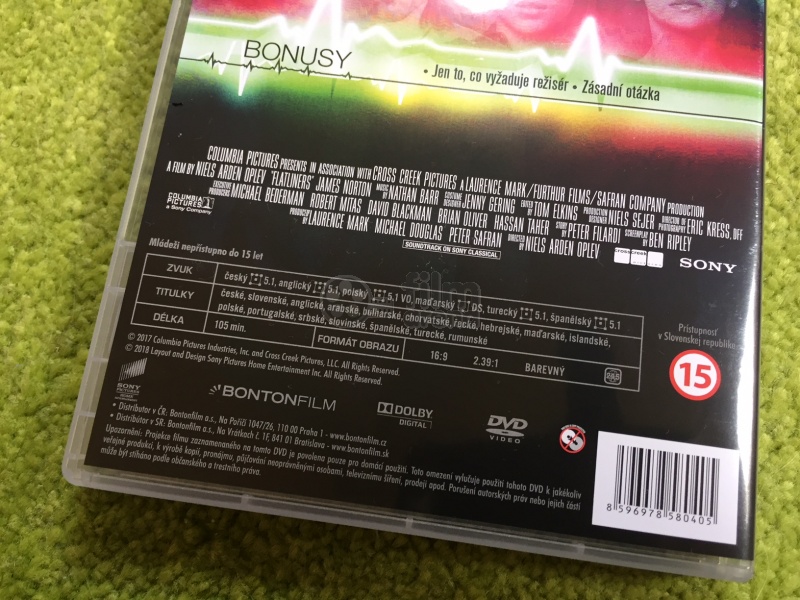 BONUSY
• Jen to, co vyžaduje režisér • Zásadní otázka
COLUMBIA PICTURES PRESENTS IN ASSOCIATION WITH CROSS CREEK PICTURES A LAURENCE MARK/FURTHUR FILMS/SAFRAN COMPANY PRODUCTION
A FILM BY NIELS ARDEN OPLEV "FLATLINERS" JAMES NORTON MUSIC BY NATHAN BARR COSTUME DESIGNER JENNY GERING EDITED BY TOM ELKINS PRODUCTION DESIGNER NIELS SEJER DIRECTOR OF PHOTOGRAPHY ERIC KRESS, DFF
EXECUTIVE PRODUCERS MICHAEL BEDERMAN ROBERT MITAS DAVID BLACKMAN BRIAN OLIVER HASSAN TAHER STORY BY PETER FILARDI SCREENPLAY BY BEN RIPLEY
PRODUCED BY LAURENCE MARK MICHAEL DOUGLAS PETER SAFRAN DIRECTED BY NIELS ARDEN OPLEV
COLUMBIA PICTURES
a Sony Company
SOUNDTRACK ON SONY CLASSICAL
crosscreek
SONY
Mládeži nepřístupno do 15 let
ZVUK český 5.1, anglický 5.1, polský 5.1 VO, maďarský DS, turecký 5.1, španělský 5.1
TITULKY české, slovenské, anglické, arabské, bulharské, chorvatské, řecké, hebrejské, maďarské, islandské,
polské, portugalské, srbské, slovinské, španělské, turecké, rumunské
DÉLKA 105 min. FORMÁT OBRAZU 16:9 2.39:1 BAREVNÝ
film
Prístupnosť
v Slovenskej republike
15
© 2017 Columbia Pictures Industries, Inc. and Cross Creek Pictures, LLC. All Rights Reserved.
© 2018 Layout and Design Sony Pictures Home Entertainment Inc. All Rights Reserved.
SONY
PICTURES
BONTONFILM
DOLBY
DIGITAL
DVD
VIDEO
• Distributor v ČR: Bontonfilm a.s., Na Poříčí 1047/26, 110 00 Praha 1 - www.bontonfilm.cz
• Distribútor v SR: Bontonfilm a.s., Na Vrátkach č. 1F, 841 01 Bratislava - www.bontonfilm.sk
Upozornění: Projekce filmu zaznamenaného na tomto DVD je povolena pouze pro domácí použití. Toto omezení vylučuje použití tohoto DVD k jakékoliv
veřejné produkci, k výrobě kopií, pronájmu, půjčování neoprávněnými osobami, televiznímu šíření, prodeji apod. Porušení autorských práv nebo jejich části
může být stíháno podle občanského a trestního práva.
8 596978 580405